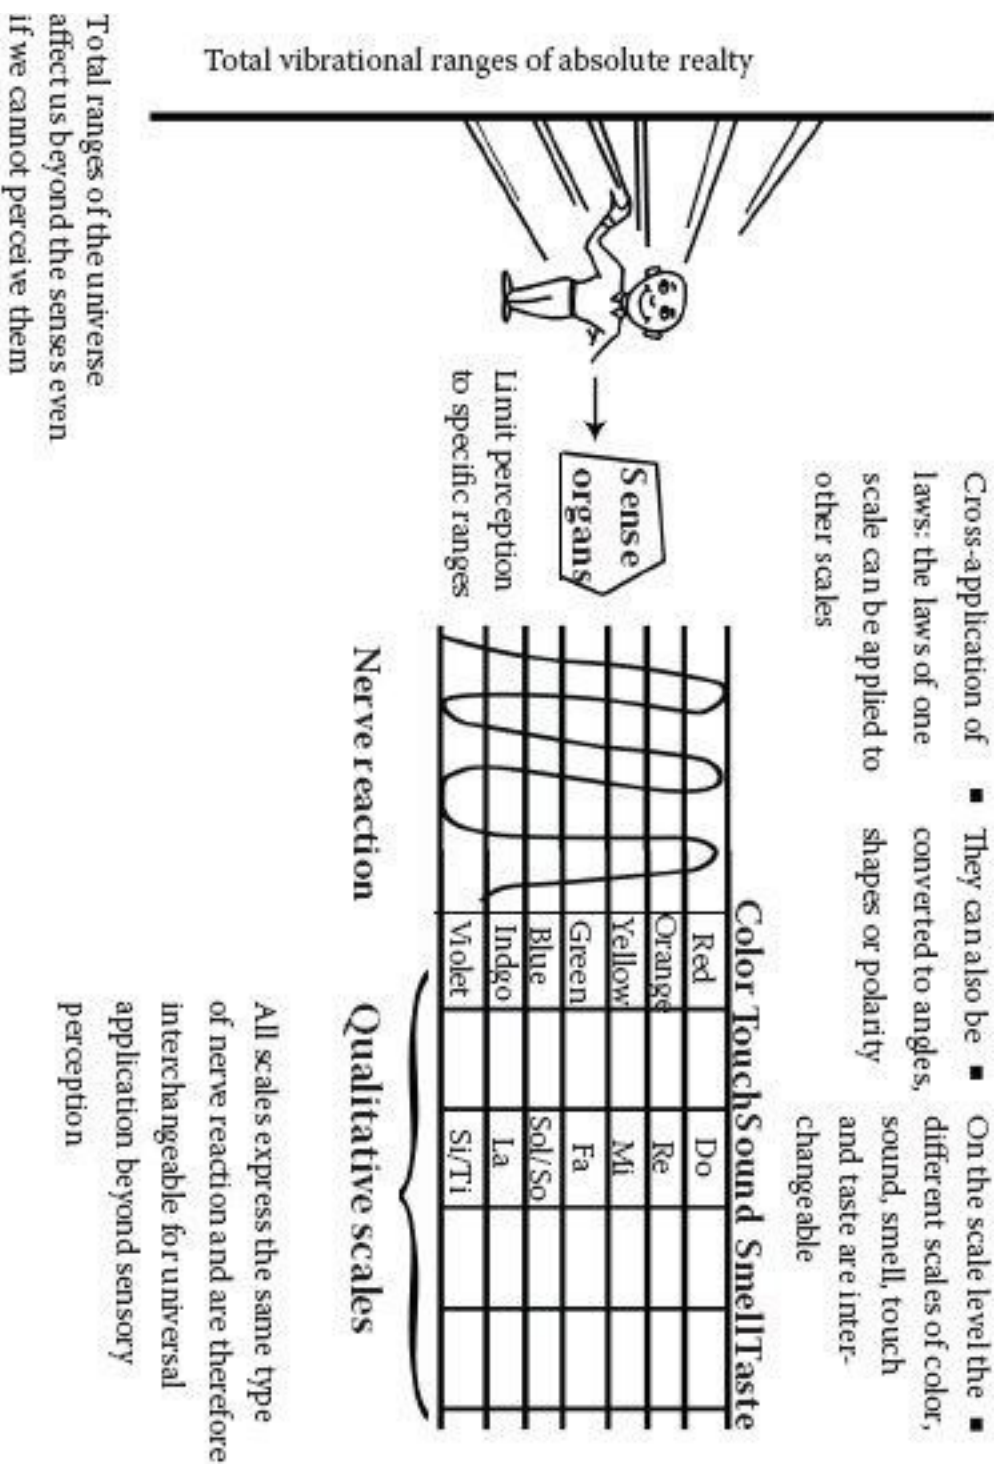 Total vibrational ranges of absolute realty
Total ranges of the universe
affect us beyond the senses even
if we cannot perceive them
Cross-application of
laws: the laws of one
scale can be applied to
other scales
■ They can also be
converted to angles,
shapes or polarity
■ On the scale level the ■
different scales of color,
sound, smell, touch
and taste are inter-
changeable
Sense
organs
Limit perception
to specific ranges
Nerve reaction
Color Touch Sound Smell Taste
Red Do
Orange Re
Yellow Mi
Green Fa
Blue Sol/So
Indgo La
Violet Si/Ti
Qualitative scales
All scales express the same type
of nerve reaction and are therefore
interchangeable for universal
application beyond sensory
perception